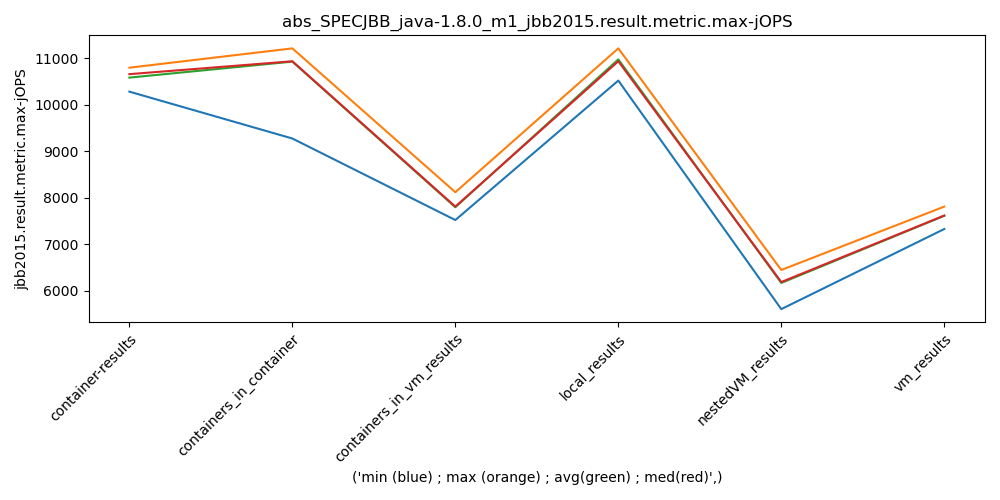 abs_SPECJBB_java-1.8.0_m1_jbb2015.result.metric.max-jOPS
jbb2015.result.metric.max-jOPS
11000
10000
9000
8000
7000
6000
container-results
containers_in_container
containers_in_vm_results
local_results
nestedVM_results
vm_results
('min (blue) ; max (orange) ; avg(green) ; med(red)',)